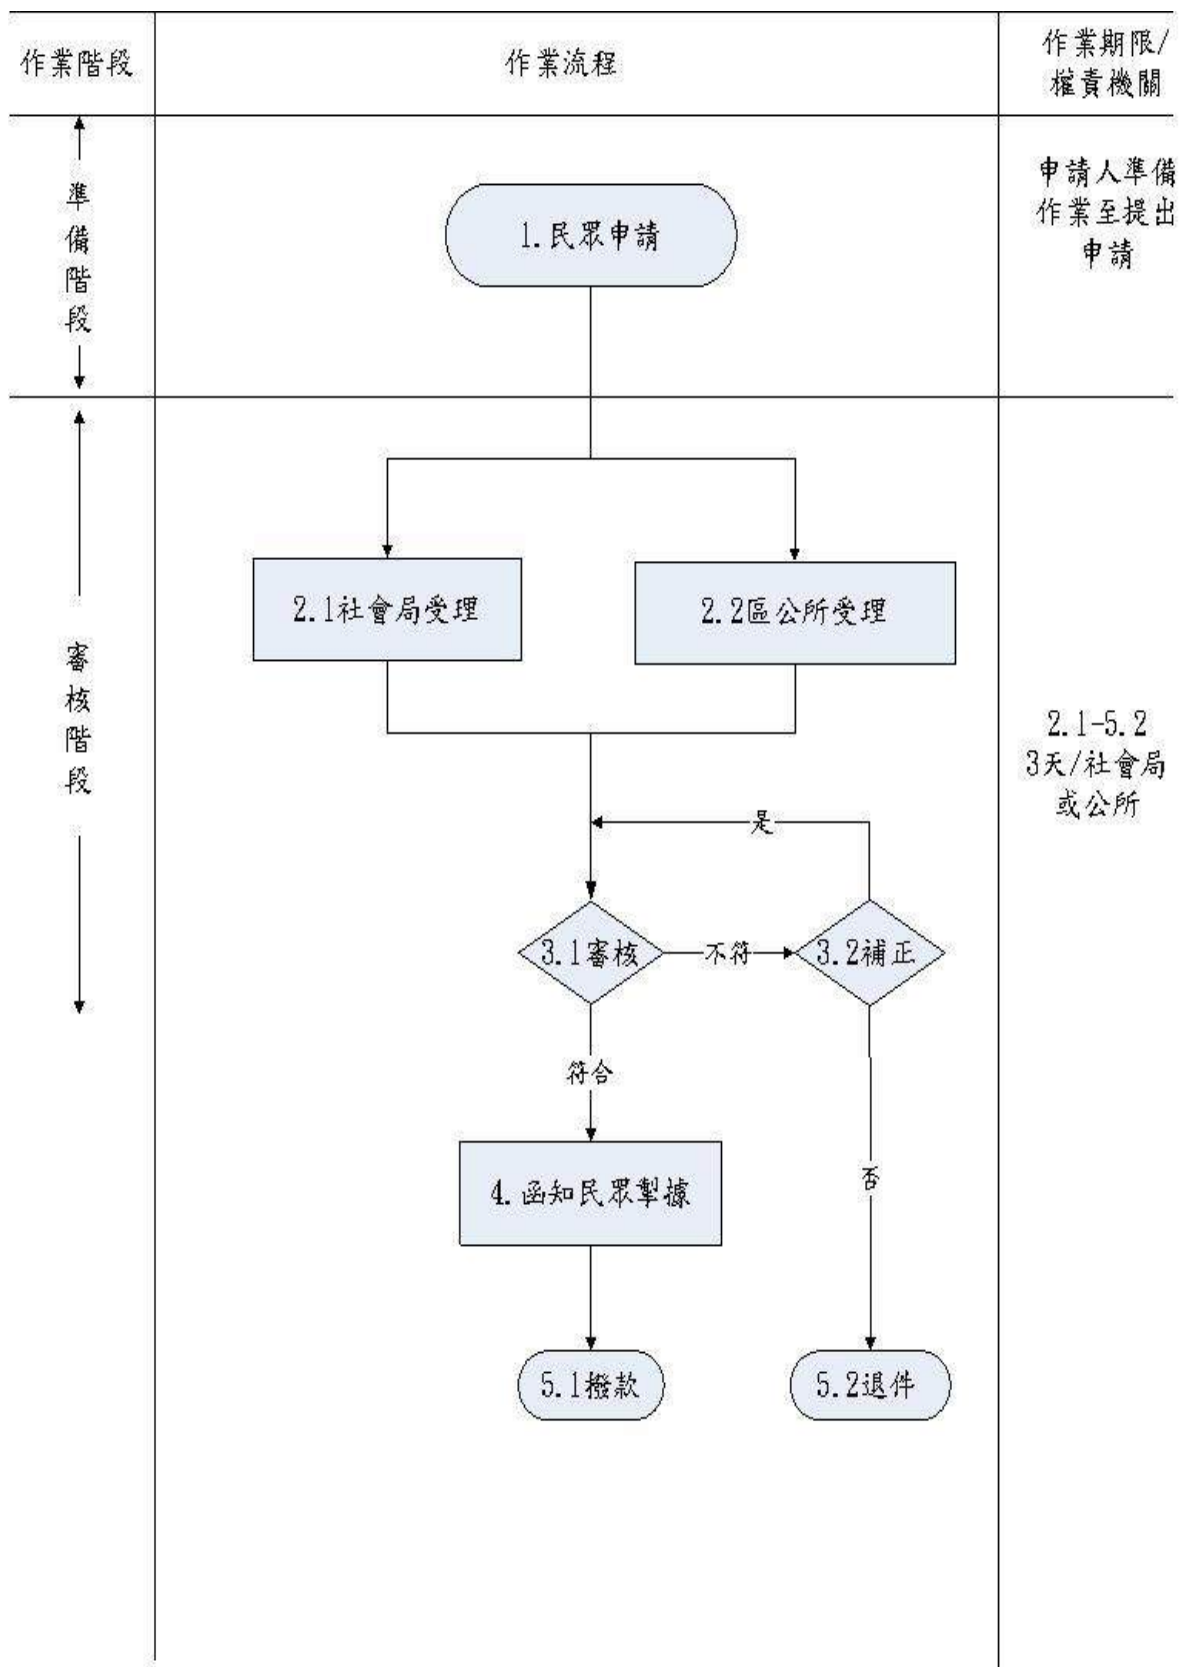 作業階段
作業流程
作業期限/
權責機關
準
備
階
段
1.民眾申請
申請人準備
作業至提出
申請
審
核
階
段
2.1社會局受理
2.2區公所受理
2.1-5.2
3天/社會局
或公所
是
3.1審核
不符
3.2補正
符合
否
4.函知民眾掣據
5.1撥款
5.2退件